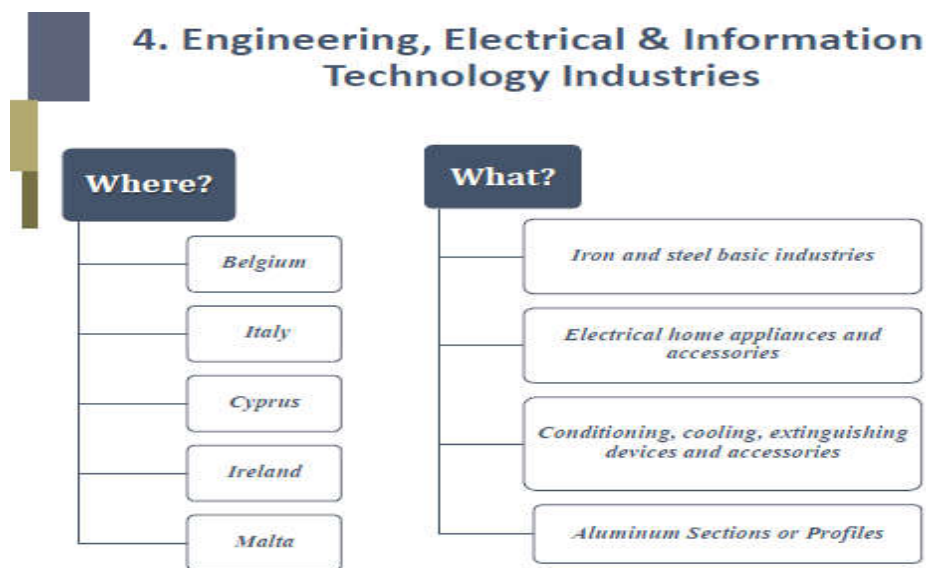 4. Engineering, Electrical & Information
Technology Industries
Where?
Belgium
Italy
Cyprus
Ireland
Malta
What?
Iron and steel basic industries
Electrical home appliances and
accessories
Conditioning, cooling, extinguishing
devices and accessories
Aluminum Sections or Profiles